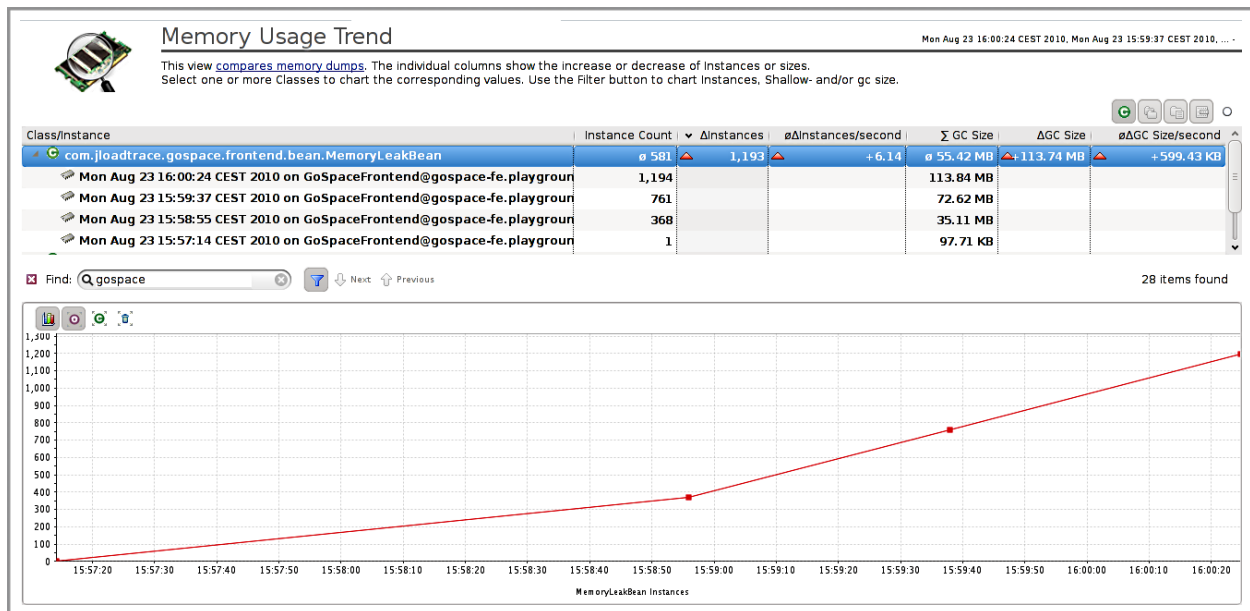 Memory Usage Trend
Mon Aug 23 16:00:24 CEST 2010, Mon Aug 23 15:59:37 CEST 2010, ... -
This view compares memory dumps. The individual columns show the increase or decrease of Instances or sizes.
Select one or more Classes to chart the corresponding values. Use the Filter button to chart Instances, Shallow- and/or gc size.
Class/Instance Instance Count ΔInstances øΔInstances/second Σ GC Size ΔGC Size øΔGC Size/second
com.jloadtrace.gospace.frontend.bean.MemoryLeakBean ø 581 1,193 +6.14 ø 55.42 MB +113.74 MB +599.43 KB
Mon Aug 23 16:00:24 CEST 2010 on GoSpaceFrontend@gospace-fe.playgroun 1,194 113.84 MB
Mon Aug 23 15:59:37 CEST 2010 on GoSpaceFrontend@gospace-fe.playgroun 761 72.62 MB
Mon Aug 23 15:58:55 CEST 2010 on GoSpaceFrontend@gospace-fe.playgroun 368 35.11 MB
Mon Aug 23 15:57:14 CEST 2010 on GoSpaceFrontend@gospace-fe.playgroun 1 97.71 KB
Find: gospace Next Previous 28 items found
1,300
1,200
1,100
1,000
900
800
700
600
500
400
300
200
100
0
15:57:20 15:57:30 15:57:40 15:57:50 15:58:00 15:58:10 15:58:20 15:58:30 15:58:40 15:58:50 15:59:00 15:59:10 15:59:20 15:59:30 15:59:40 15:59:50 16:00:00 16:00:10 16:00:20
MemoryLeakBean Instances